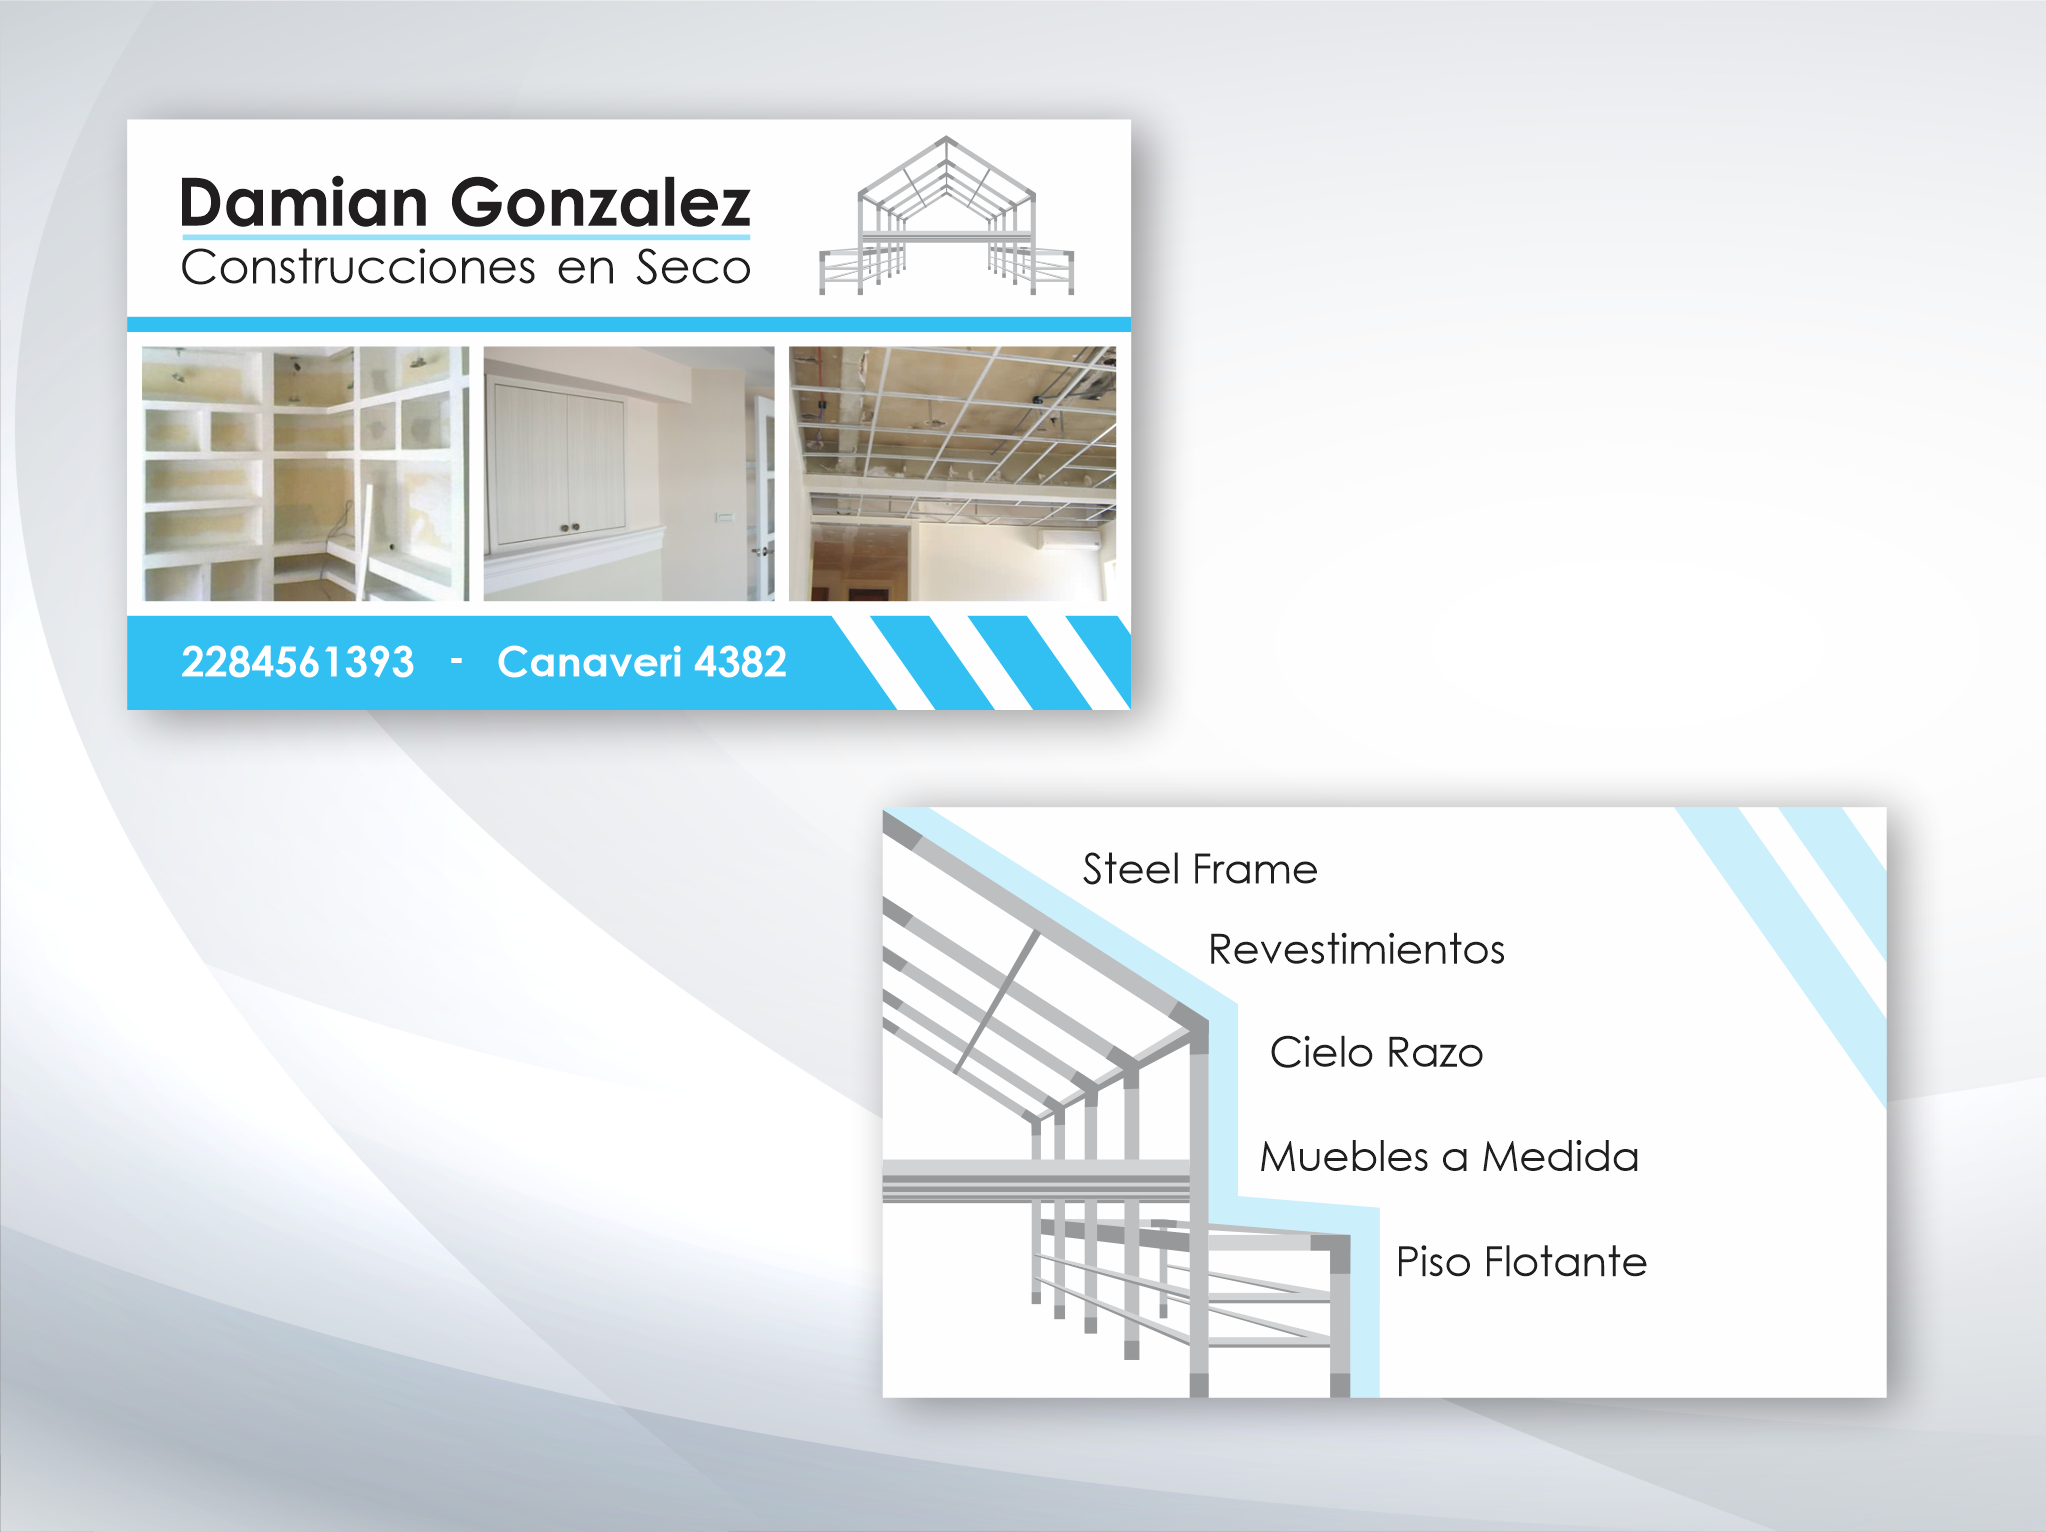 Damian Gonzalez
Construcciones en Seco
2284561393 - Canaveri 4382
Steel Frame
Revestimientos
Cielo Razo
Muebles a Medida
Piso Flotante